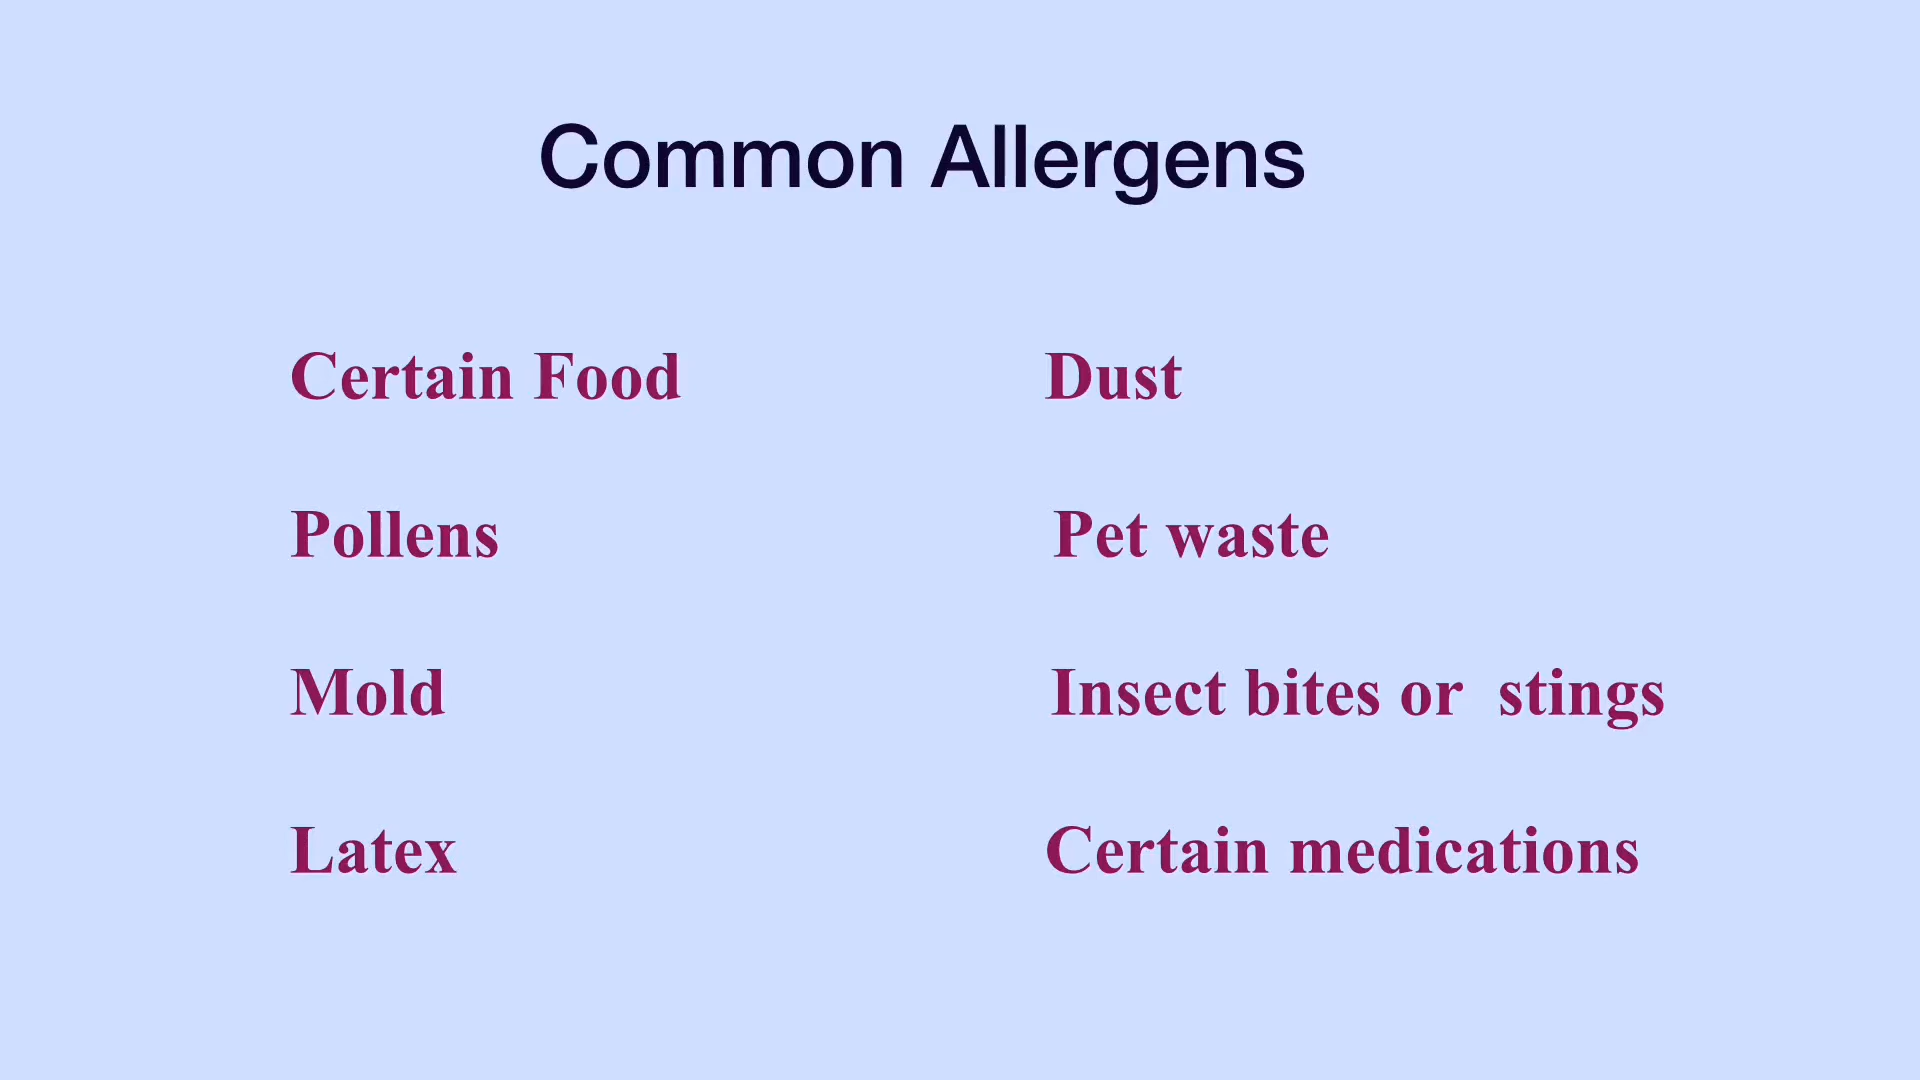 Common Allergens
Certain Food
Dust
Pollens
Pet waste
Mold
Insect bites or  stings
Latex
Certain medications